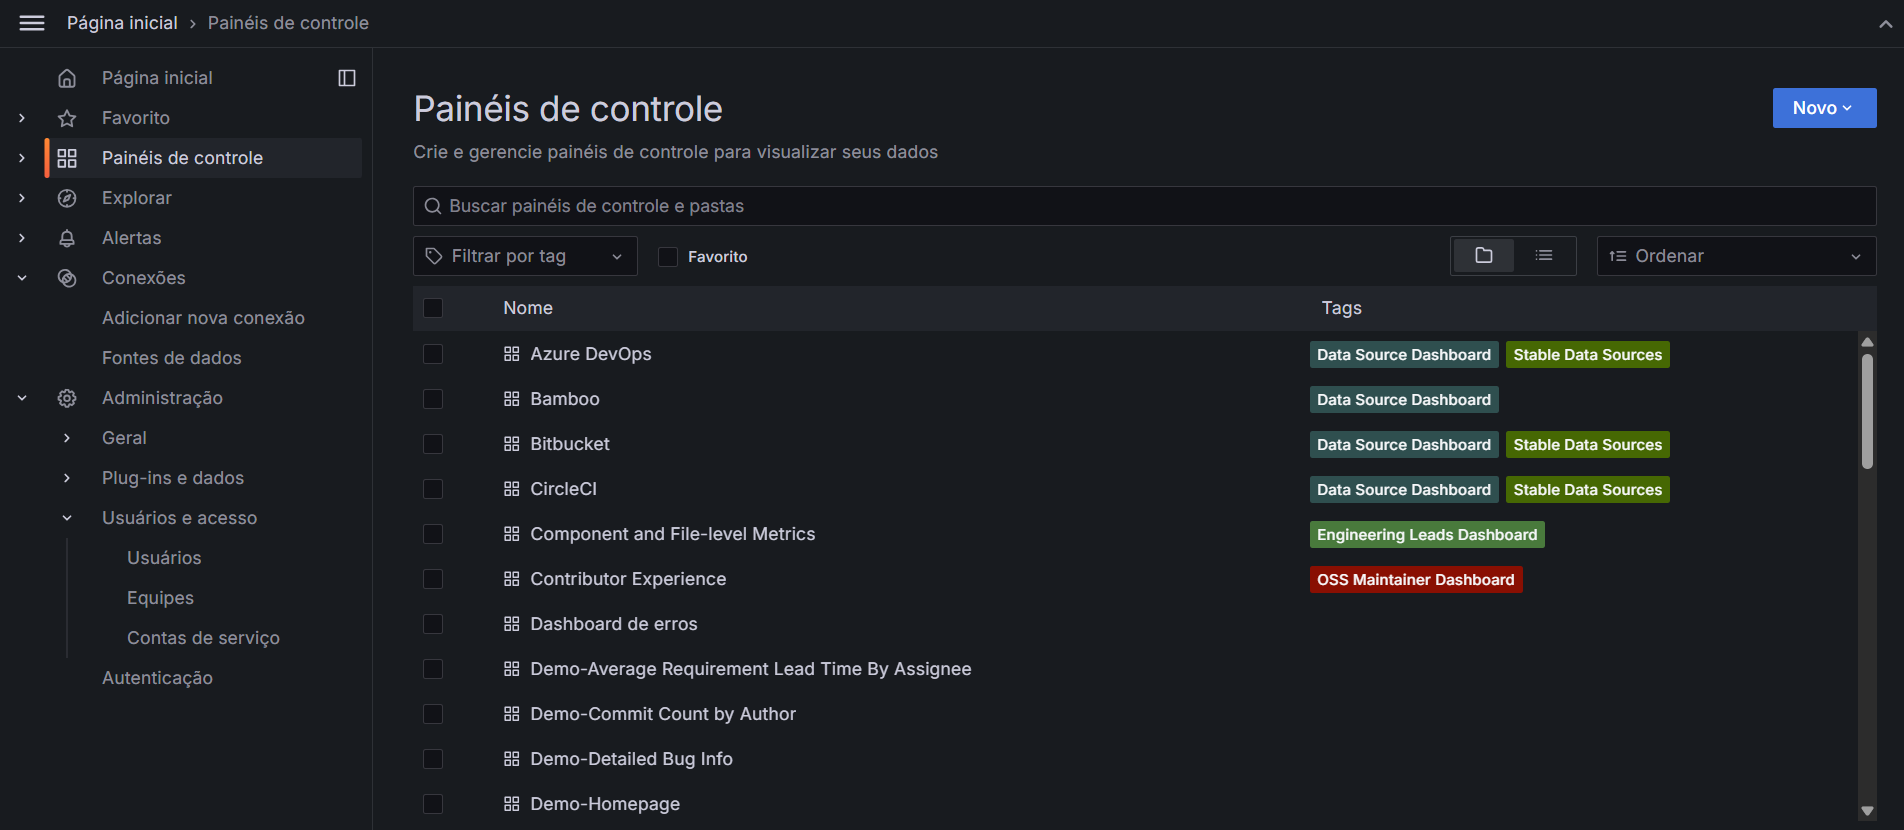 Página inicial › Painéis de controle
Página inicial
Favorito
Painéis de controle
Explorar
Alertas
Conexões
Adicionar nova conexão
Fontes de dados
Administração
Geral
Plug-ins e dados
Usuários e acesso
Usuários
Equipes
Contas de serviço
Autenticação
Painéis de controle
Novo
Crie e gerencie painéis de controle para visualizar seus dados
Buscar painéis de controle e pastas
Filtrar por tag Favorito Ordenar
Nome Tags
Azure DevOps Data Source Dashboard Stable Data Sources
Bamboo Data Source Dashboard
Bitbucket Data Source Dashboard Stable Data Sources
CircleCI Data Source Dashboard Stable Data Sources
Component and File-level Metrics Engineering Leads Dashboard
Contributor Experience OSS Maintainer Dashboard
Dashboard de erros
Demo-Average Requirement Lead Time By Assignee
Demo-Commit Count by Author
Demo-Detailed Bug Info
Demo-Homepage